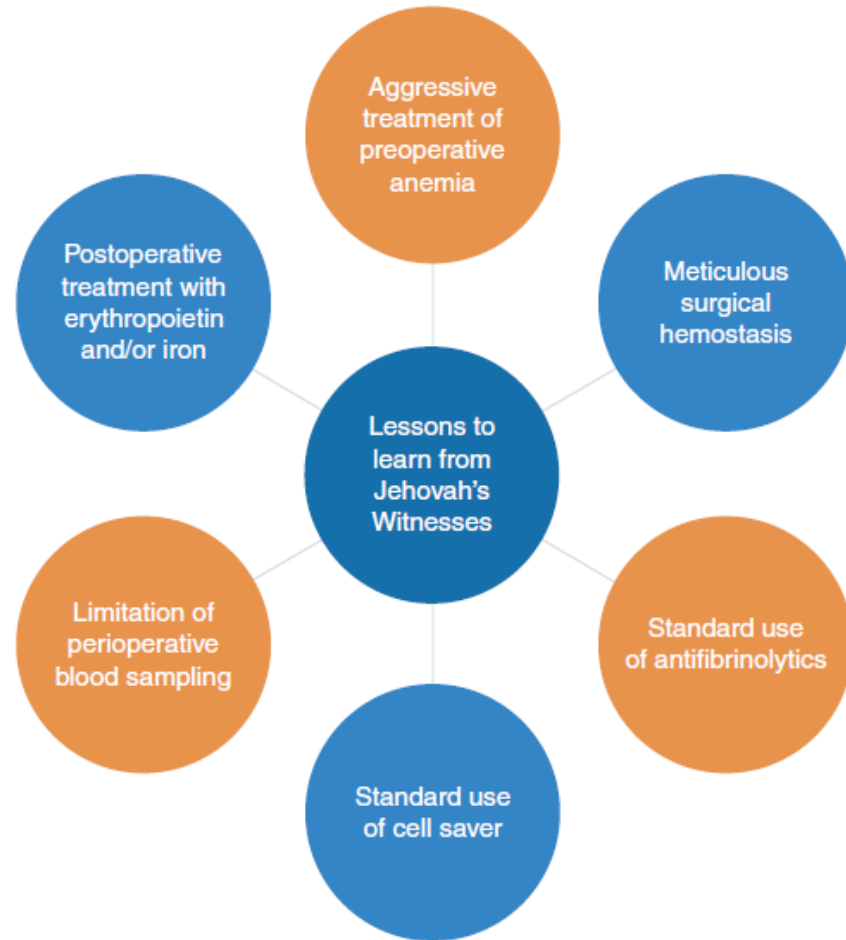 Aggressive
treatment of
preoperative
anemia
Postoperative
treatment with
erythropoietin
and/or iron
Meticulous
surgical
hemostasis
Lessons to
learn from
Jehovah’s
Witnesses
Limitation of
perioperative
blood sampling
Standard use
of antifibrinolytics
Standard use
of cell saver